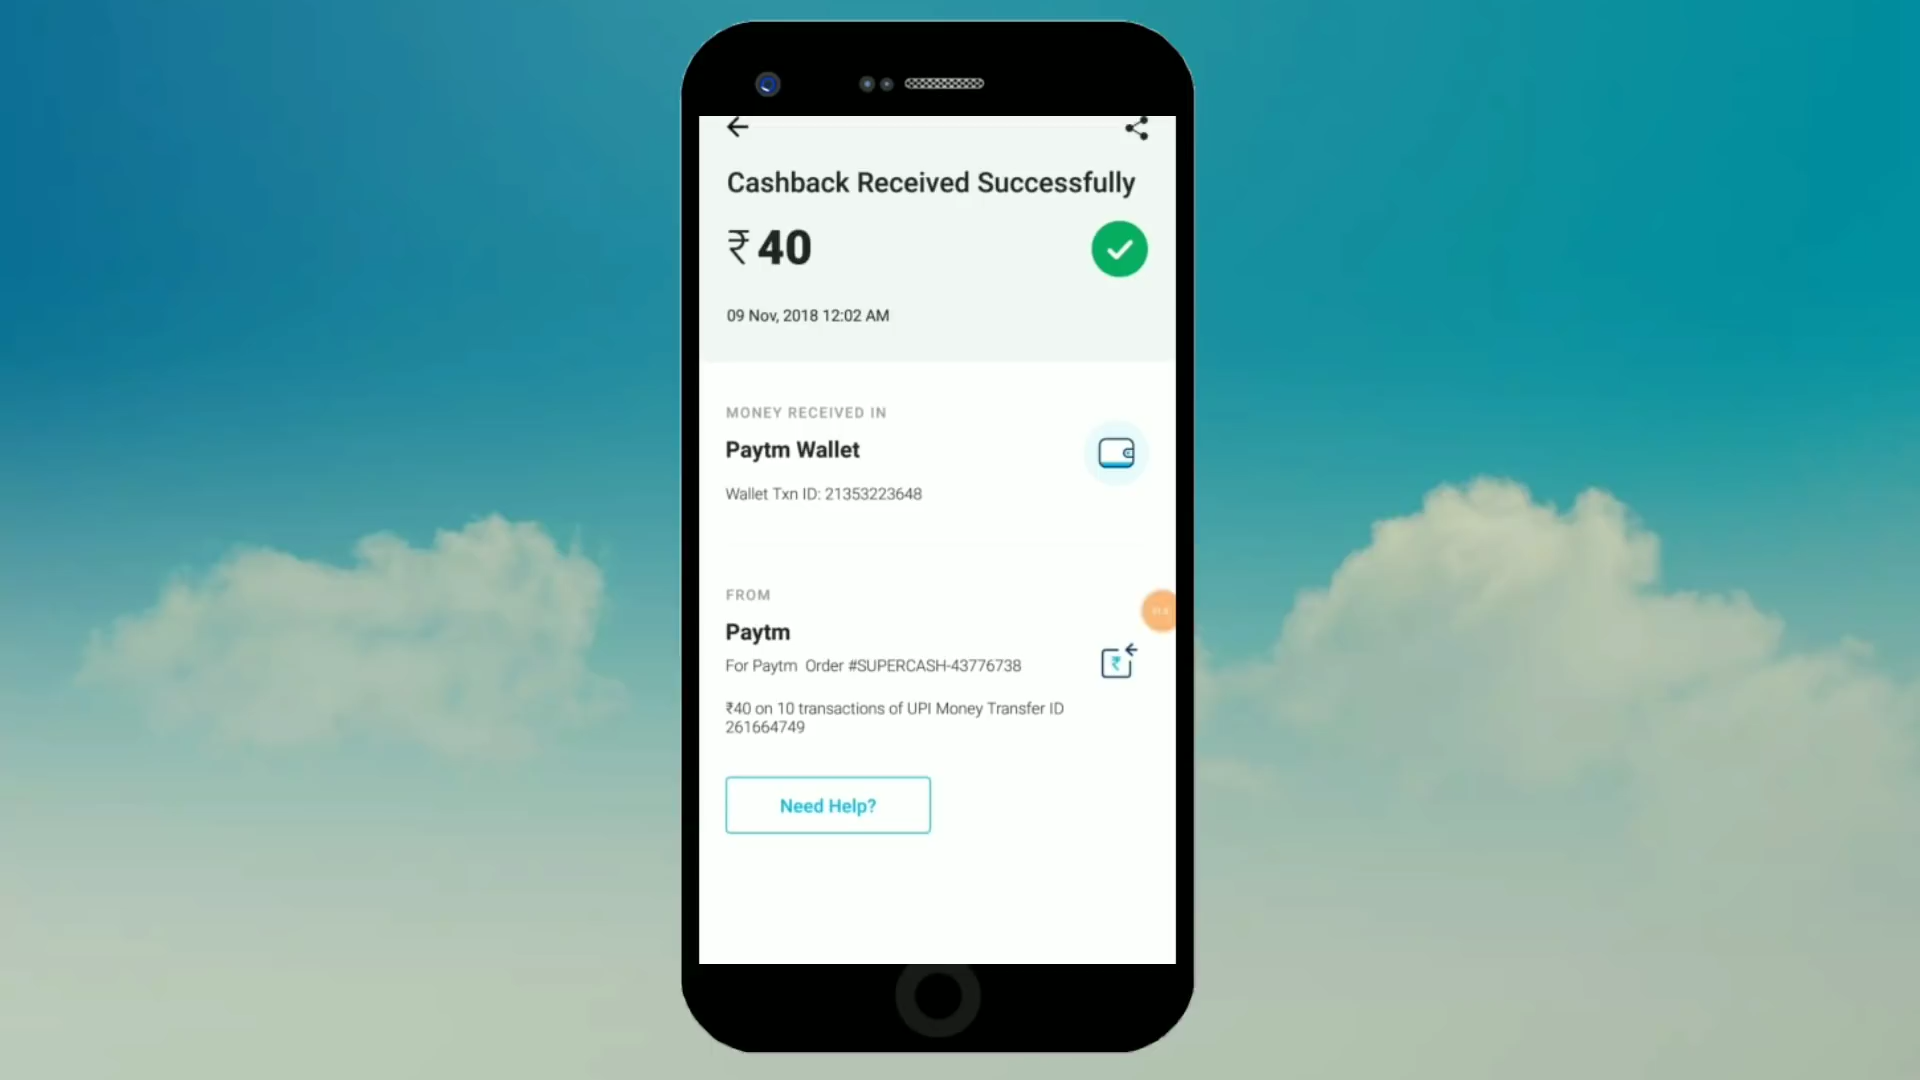 Cashback Received Successfully
₹ 40
09 Nov, 2018 12:02 AM
MONEY RECEIVED IN
Paytm Wallet
Wallet Txn ID: 21353223648
FROM
Paytm
For Paytm Order #SUPERCASH-43776738
₹40 on 10 transactions of UPI Money Transfer ID
261664749
Need Help?